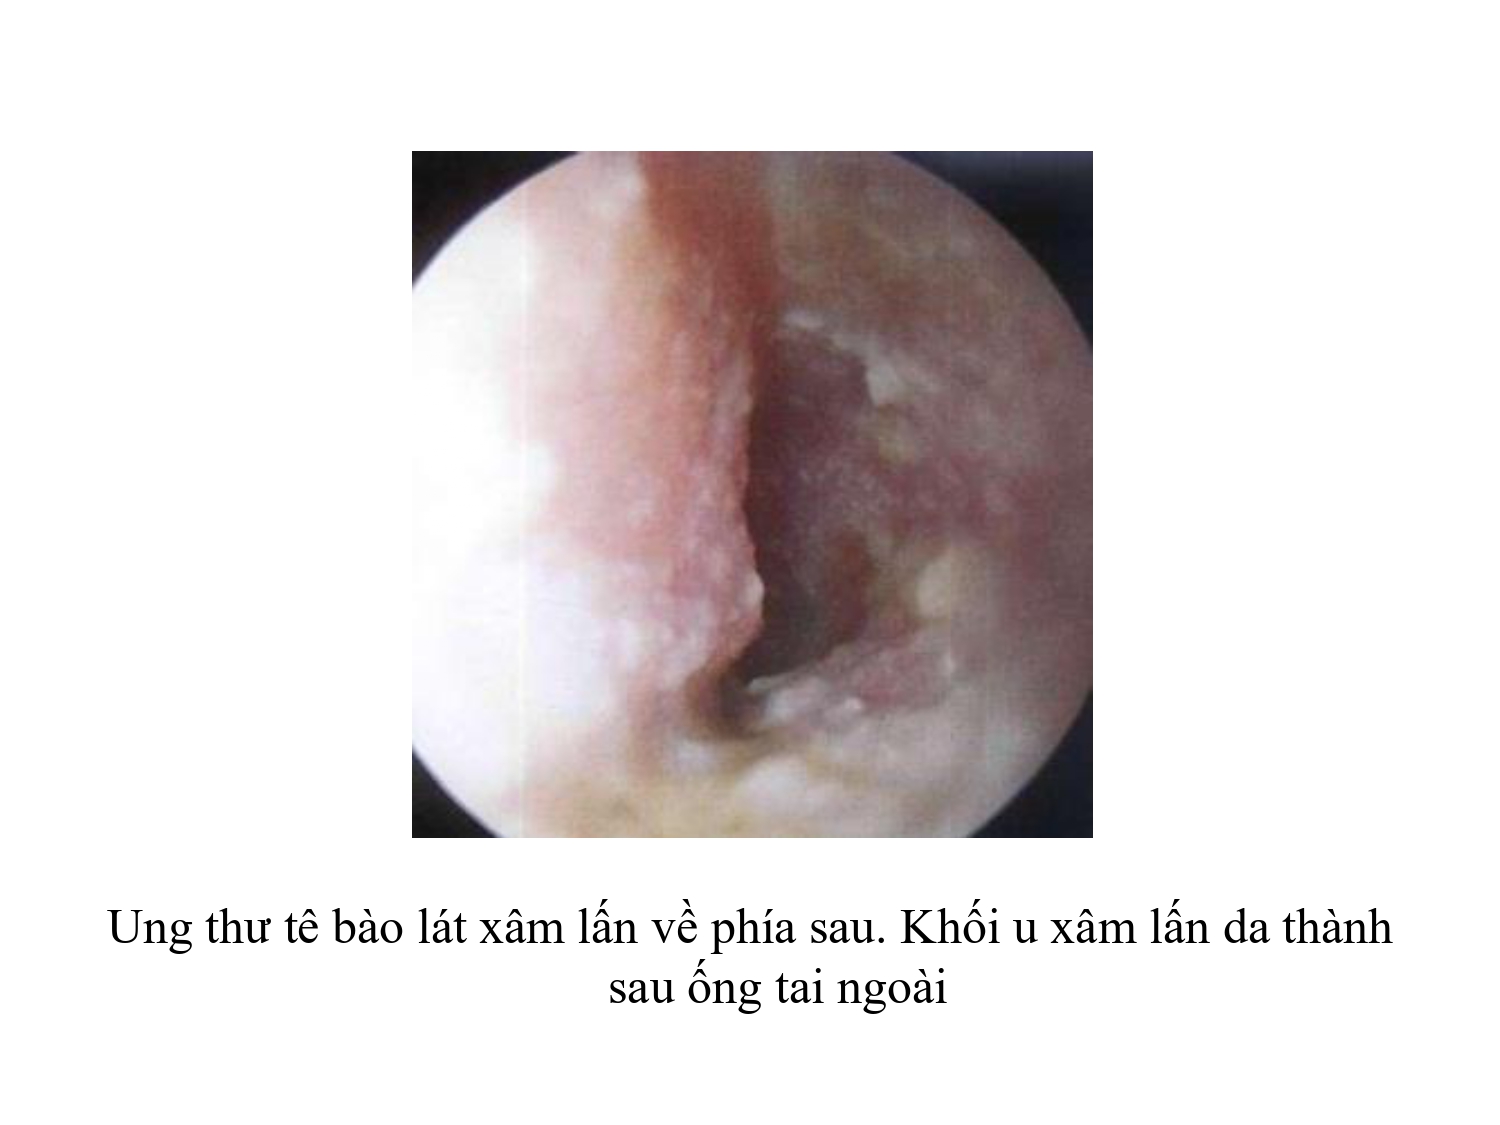 Ung thư tê bào lát xâm lấn về phía sau. Khối u xâm lấn da thành
sau ống tai ngoài